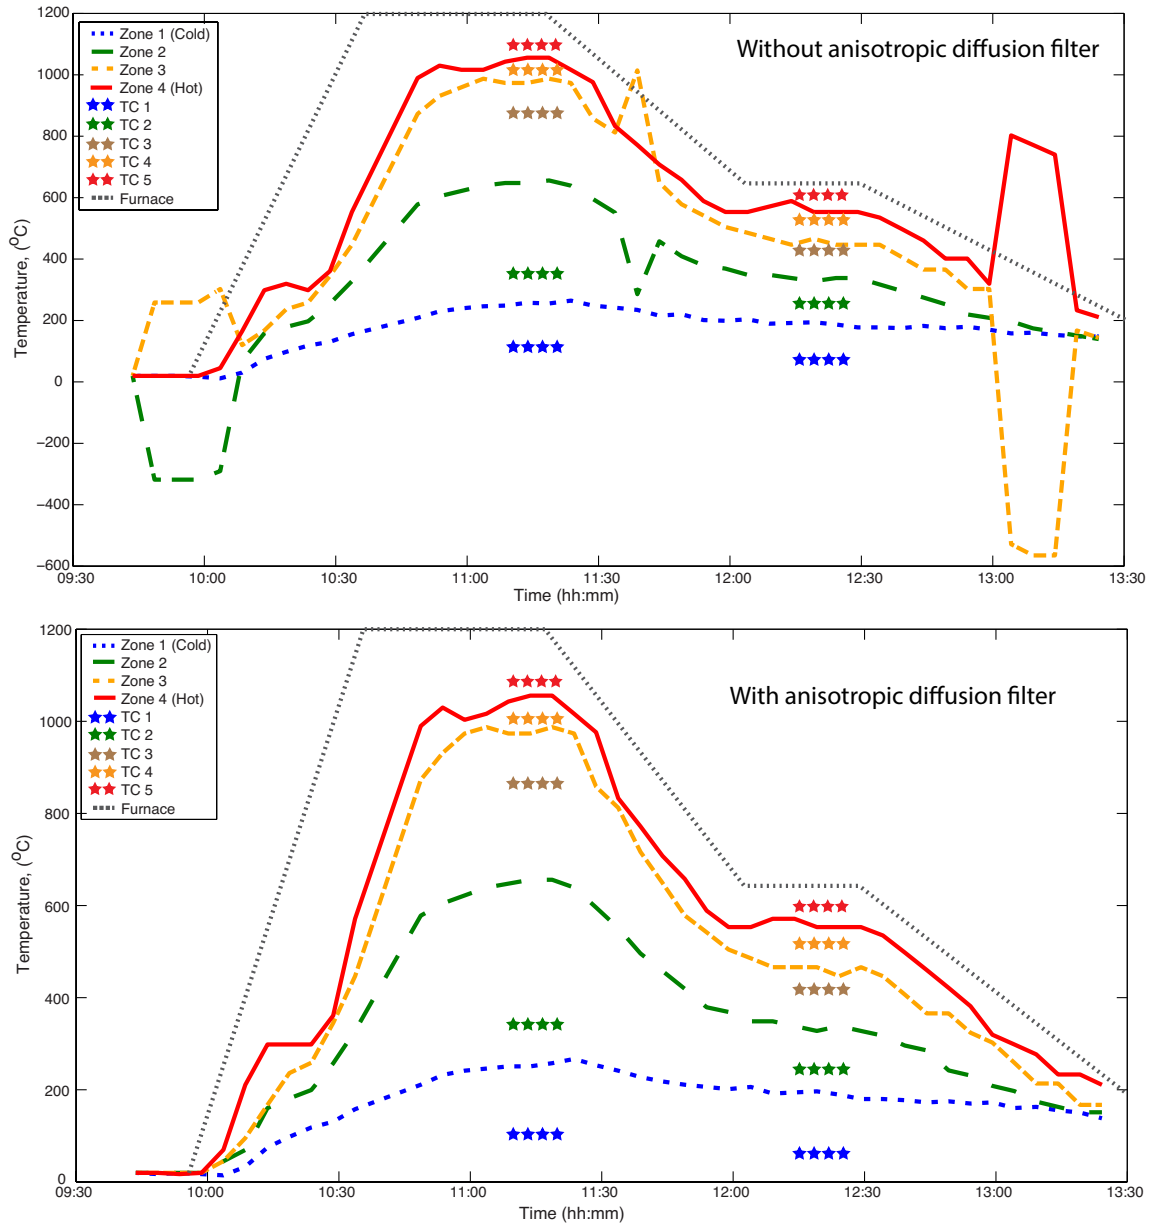 1200
1000
800
600
400
200
0
−200
−400
−600
Temperature, (°C)
Zone 1 (Cold)
Zone 2
Zone 3
Zone 4 (Hot)
TC 1
TC 2
TC 3
TC 4
TC 5
Furnace
Without anisotropic diffusion filter
09:30 10:00 10:30 11:00 11:30 12:00 12:30 13:00 13:30
Time (hh:mm)
1200
1000
800
600
400
200
0
Temperature, (°C)
Zone 1 (Cold)
Zone 2
Zone 3
Zone 4 (Hot)
TC 1
TC 2
TC 3
TC 4
TC 5
Furnace
With anisotropic diffusion filter
09:30 10:00 10:30 11:00 11:30 12:00 12:30 13:00 13:30
Time (hh:mm)